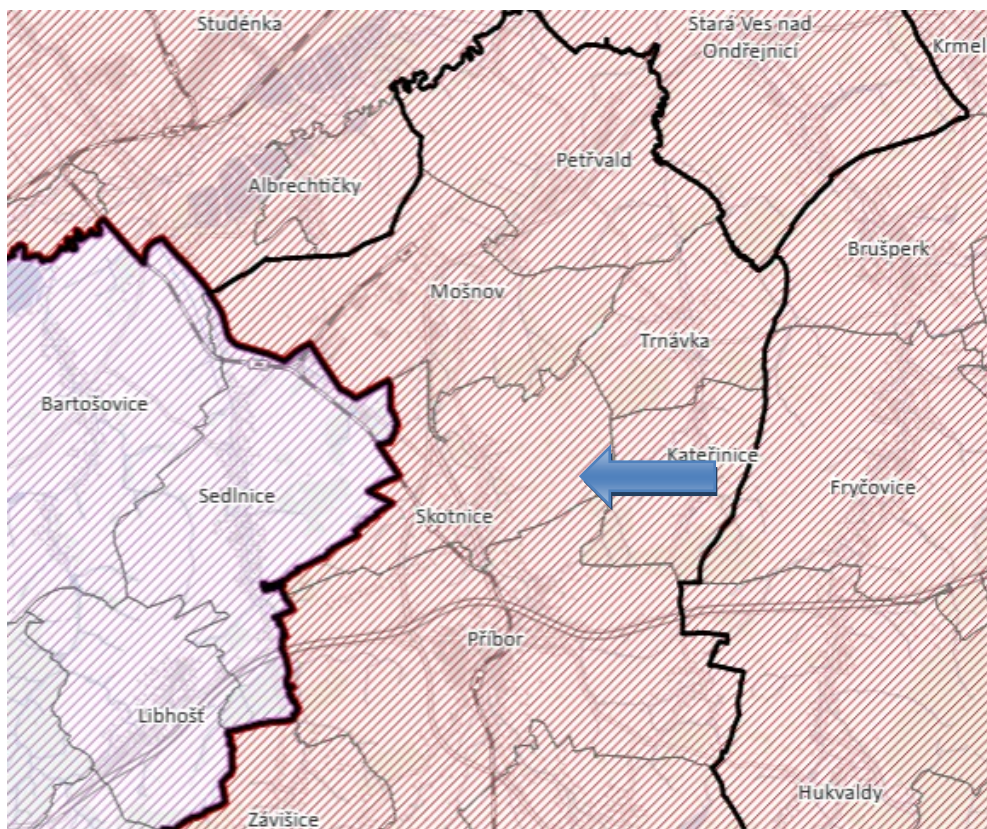 Studénka
Stará Ves nad
Ondřejnicí
Krmel
Petřvald
Albrechtičky
Brušperk
Mošnov
Trnávka
Bartošovice
Kateřinice
Sedlnice
Fryčovice
Skotnice
Příbor
Libhošť
Hukvaldy
Závišice